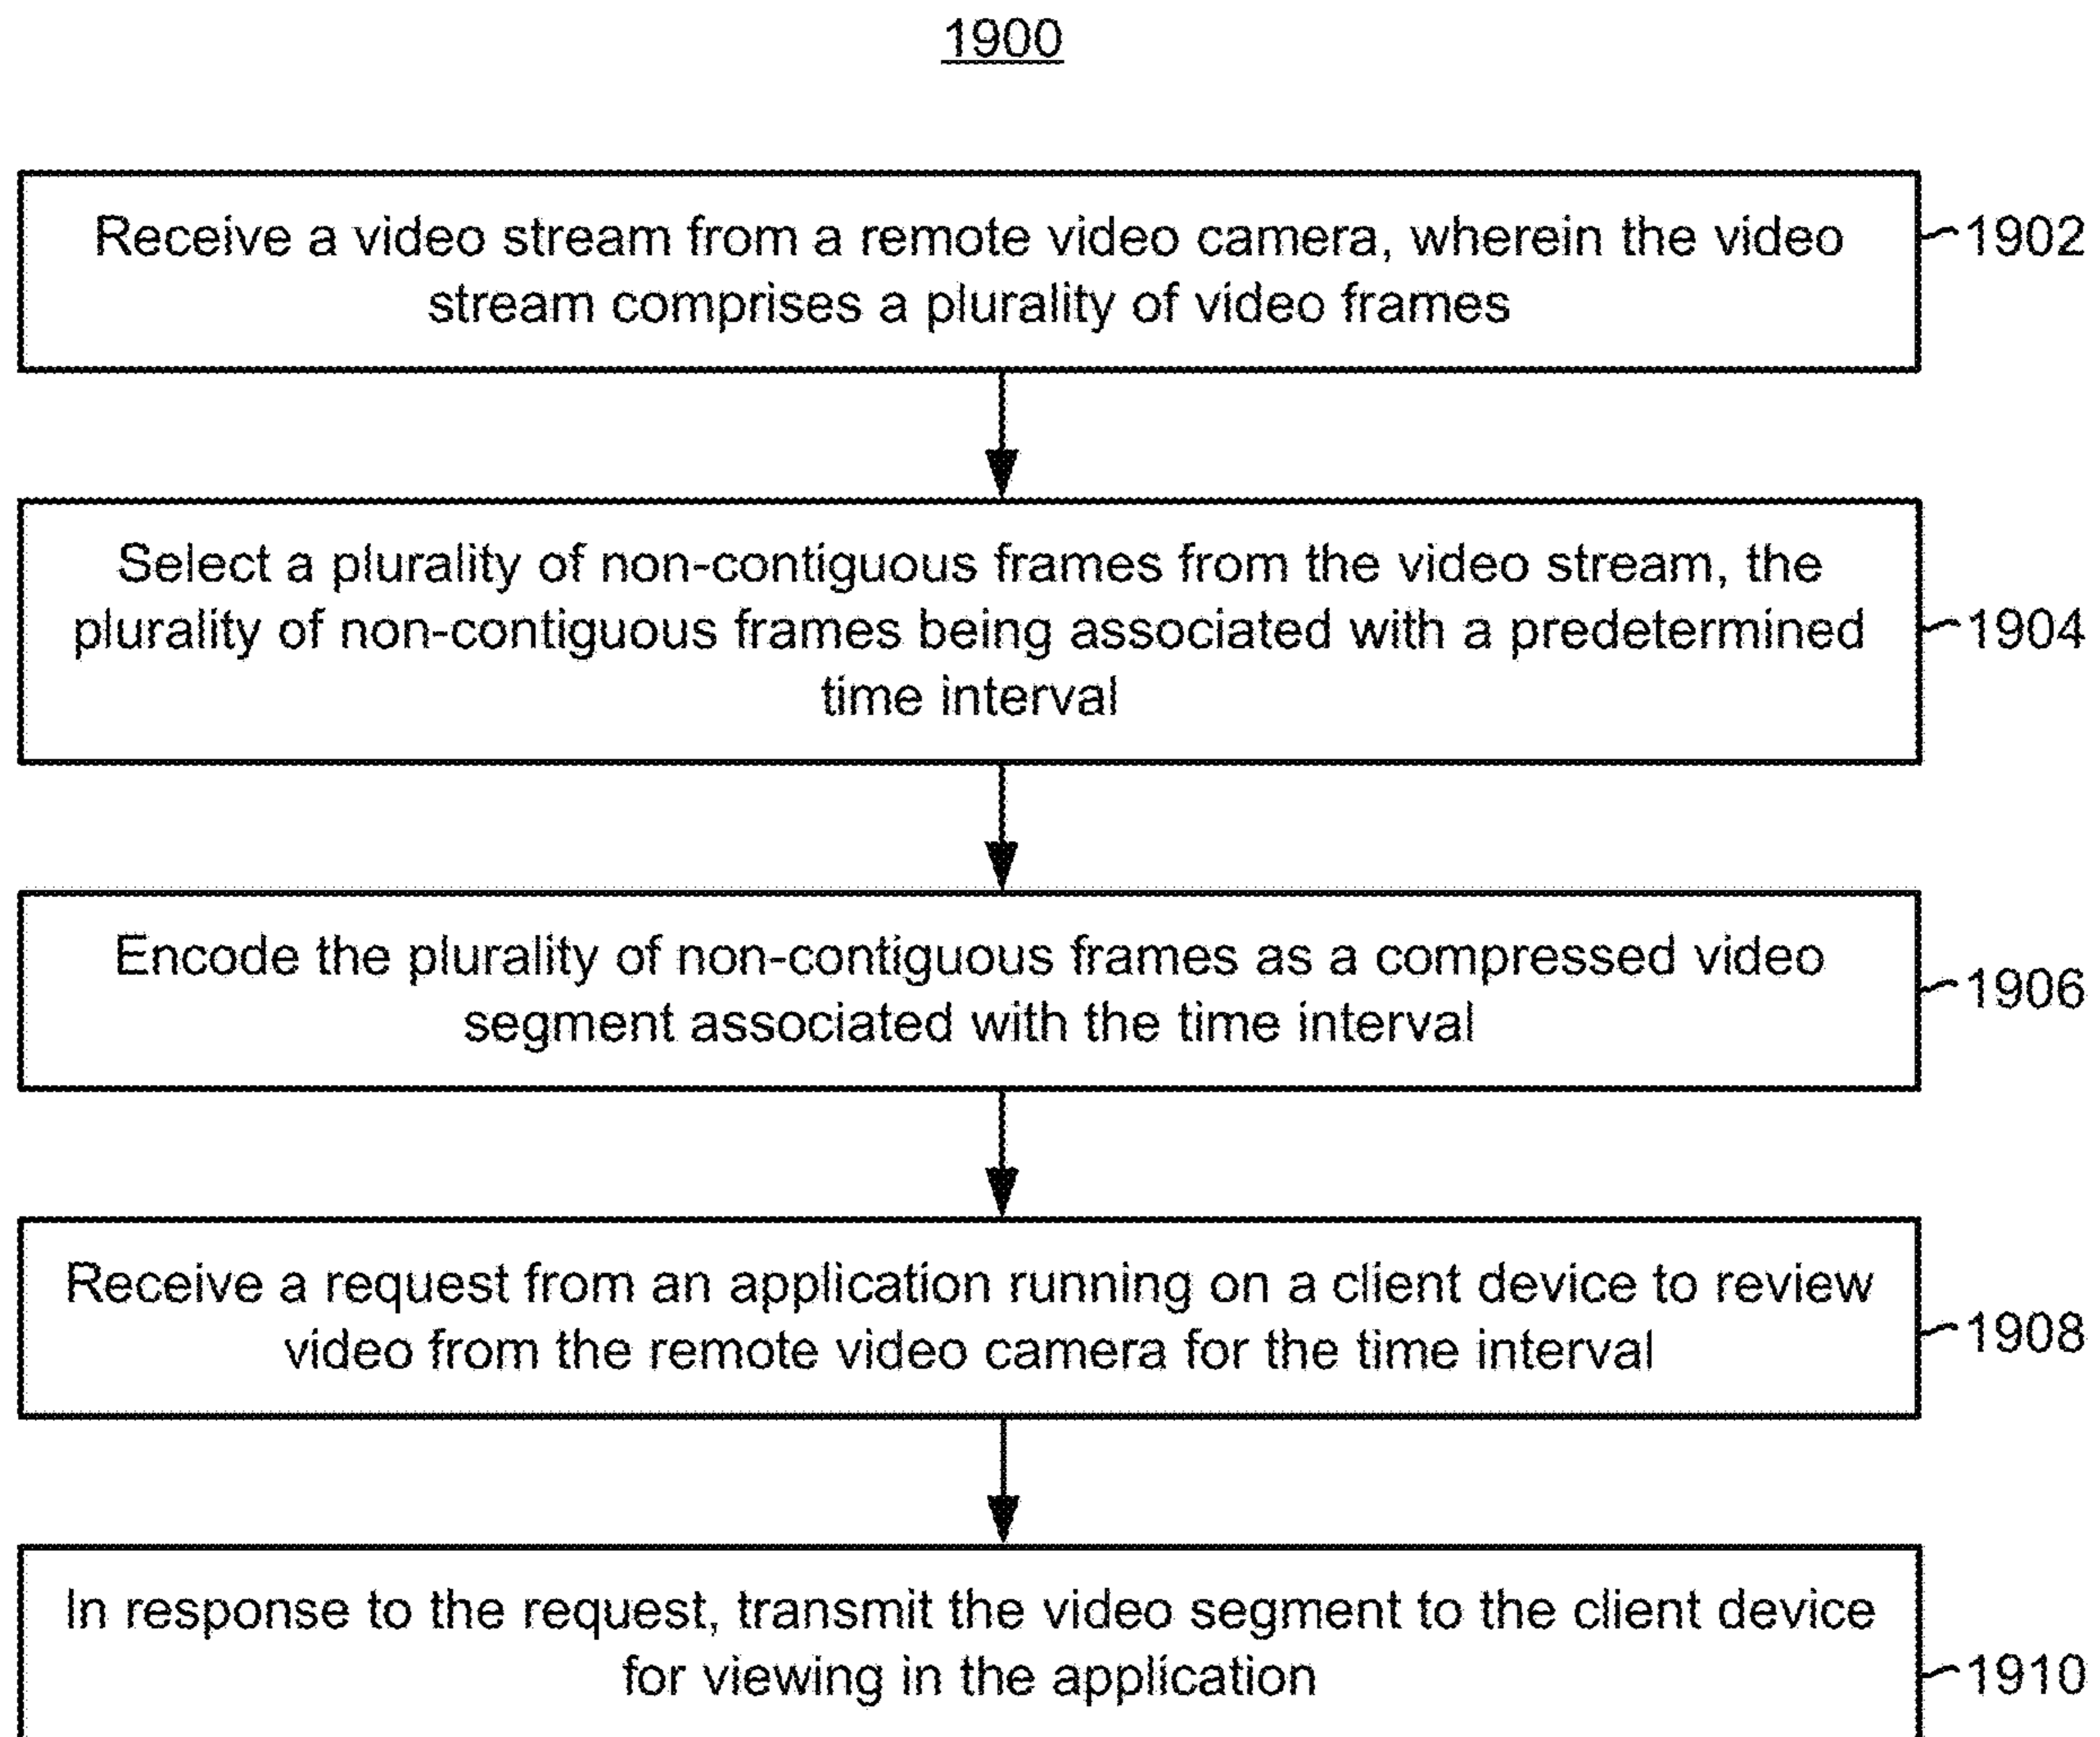 1900
Receive a video stream from a remote video camera, wherein the video
stream comprises a plurality of video frames
1902
Select a plurality of non-contiguous frames from the video stream, the
plurality of non-contiguous frames being associated with a predetermined
time interval
1904
Encode the plurality of non-contiguous frames as a compressed video
segment associated with the time interval
1906
Receive a request from an application running on a client device to review
video from the remote video camera for the time interval
1908
In response to the request, transmit the video segment to the client device
for viewing in the application
1910